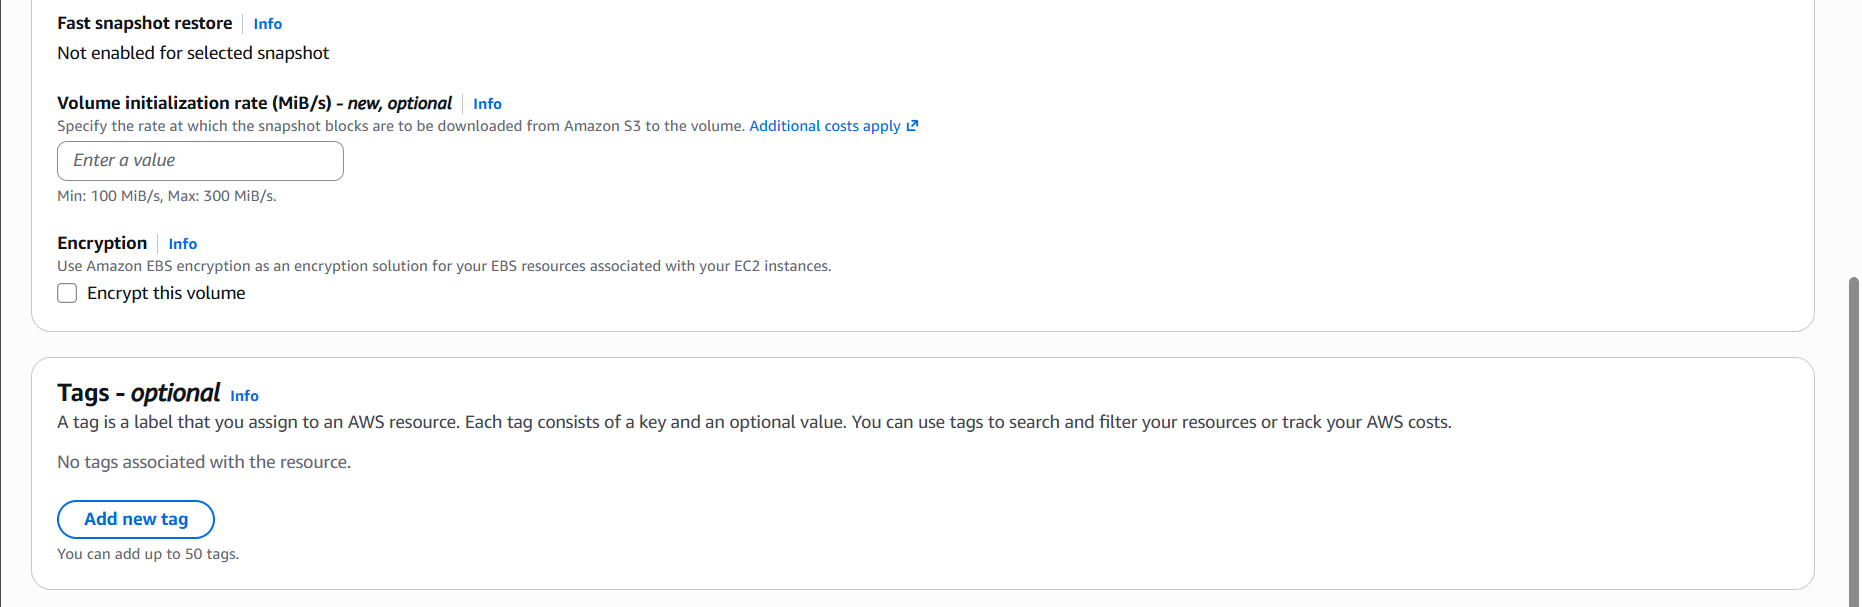 Fast snapshot restore Info
Not enabled for selected snapshot
Volume initialization rate (MiB/s) - new, optional Info
Specify the rate at which the snapshot blocks are to be downloaded from Amazon S3 to the volume. Additional costs apply
Enter a value
Min: 100 MiB/s, Max: 300 MiB/s.
Encryption Info
Use Amazon EBS encryption as an encryption solution for your EBS resources associated with your EC2 instances.
Encrypt this volume
Tags - optional Info
A tag is a label that you assign to an AWS resource. Each tag consists of a key and an optional value. You can use tags to search and filter your resources or track your AWS costs.
No tags associated with the resource.
Add new tag
You can add up to 50 tags.